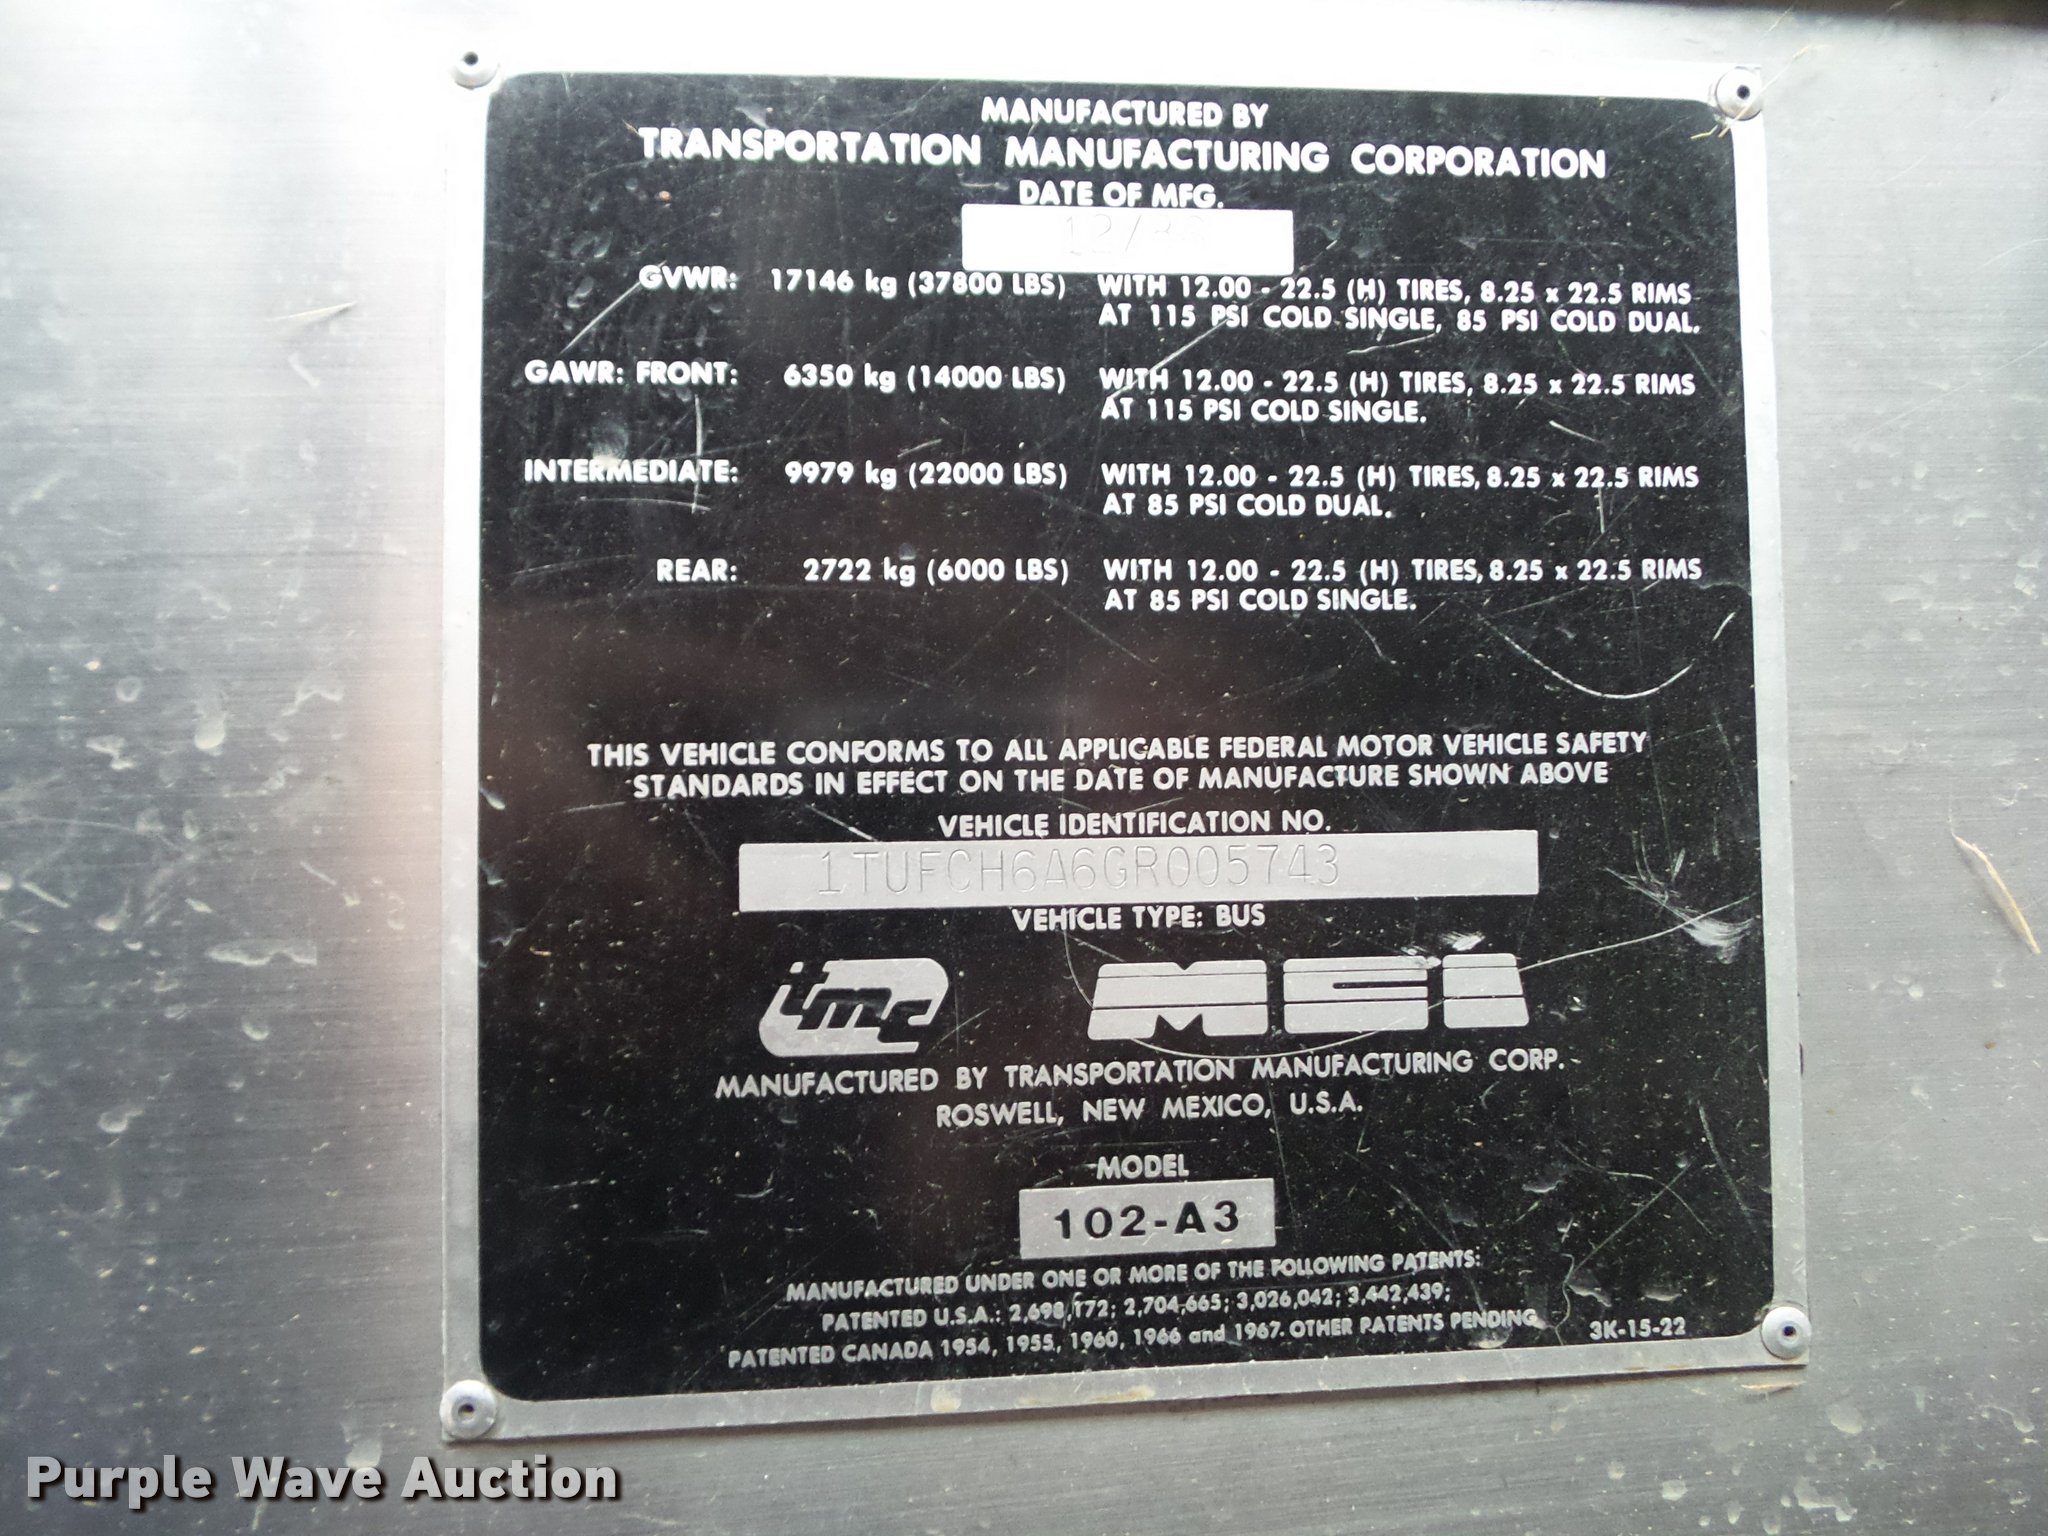 MANUFACTURED BY
TRANSPORTATION MANUFACTURING CORPORATION
DATE OF MFG.
GVWR: 17146 kg (37800 LBS) WITH 12.00 - 22.5 (H) TIRES, 8.25 x 22.5 RIMS
AT 115 PSI COLD SINGLE, 85 PSI COLD DUAL.
GAWR: FRONT: 6350 kg (14000 LBS) WITH 12.00 - 22.5 (H) TIRES, 8.25 x 22.5 RIMS
AT 115 PSI COLD SINGLE.
INTERMEDIATE: 9979 kg (22000 LBS) WITH 12.00 - 22.5 (H) TIRES, 8.25 x 22.5 RIMS
AT 85 PSI COLD DUAL.
REAR: 2722 kg (6000 LBS) WITH 12.00 - 22.5 (H) TIRES, 8.25 x 22.5 RIMS
AT 85 PSI COLD SINGLE.
THIS VEHICLE CONFORMS TO ALL APPLICABLE FEDERAL MOTOR VEHICLE SAFETY
STANDARDS IN EFFECT ON THE DATE OF MANUFACTURE SHOWN ABOVE
VEHICLE IDENTIFICATION NO.
1TUFCH6A6GR005743
VEHICLE TYPE: BUS
tmc MCI
MANUFACTURED BY TRANSPORTATION MANUFACTURING CORP.
ROSWELL, NEW MEXICO, U.S.A.
MODEL
102-A3
MANUFACTURED UNDER ONE OR MORE OF THE FOLLOWING PATENTS:
PATENTED U.S.A.: 2,698,172; 2,704,665; 3,026,042; 3,442,439;
PATENTED CANADA 1954, 1955, 1960, 1966 and 1967. OTHER PATENTS PENDING
3K-15-22
Purple Wave Auction